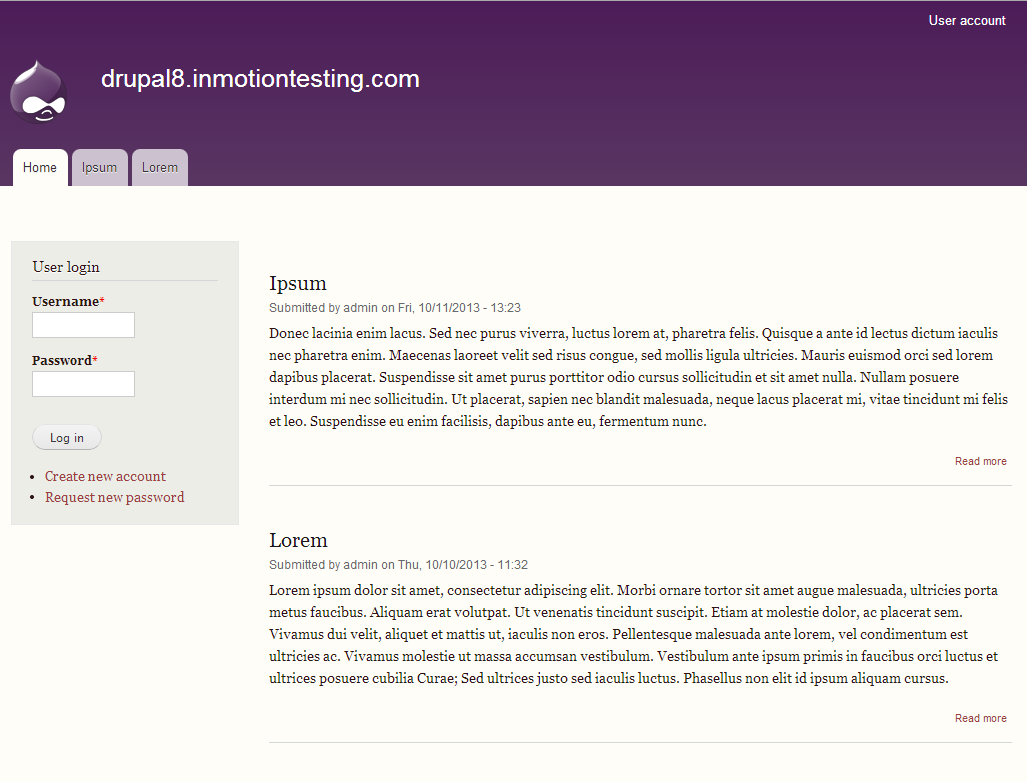 User account
drupal8.inmotiontesting.com
Home
Ipsum
Lorem
User login
Username*
Password*
Log in
Create new account
Request new password
Ipsum
Submitted by admin on Fri, 10/11/2013 - 13:23
Donec lacinia enim lacus. Sed nec purus viverra, luctus lorem at, pharetra felis. Quisque a ante id lectus dictum iaculis
nec pharetra enim. Maecenas laoreet velit sed risus congue, sed mollis ligula ultricies. Mauris euismod orci sed lorem
dapibus placerat. Suspendisse sit amet purus porttitor odio cursus sollicitudin et sit amet nulla. Nullam posuere
interdum mi nec sollicitudin. Ut placerat, sapien nec blandit malesuada, neque lacus placerat mi, vitae tincidunt mi felis
et leo. Suspendisse eu enim facilisis, dapibus ante eu, fermentum nunc.
Read more
Lorem
Submitted by admin on Thu, 10/10/2013 - 11:32
Lorem ipsum dolor sit amet, consectetur adipiscing elit. Morbi ornare tortor sit amet augue malesuada, ultricies porta
metus faucibus. Aliquam erat volutpat. Ut venenatis tincidunt suscipit. Etiam at molestie dolor, ac placerat sem.
Vivamus dui velit, aliquet et mattis ut, iaculis non eros. Pellentesque malesuada ante lorem, vel condimentum est
ultricies ac. Vivamus molestie ut massa accumsan vestibulum. Vestibulum ante ipsum primis in faucibus orci luctus et
ultrices posuere cubilia Curae; Sed ultrices justo sed iaculis luctus. Phasellus non elit id ipsum aliquam cursus.
Read more